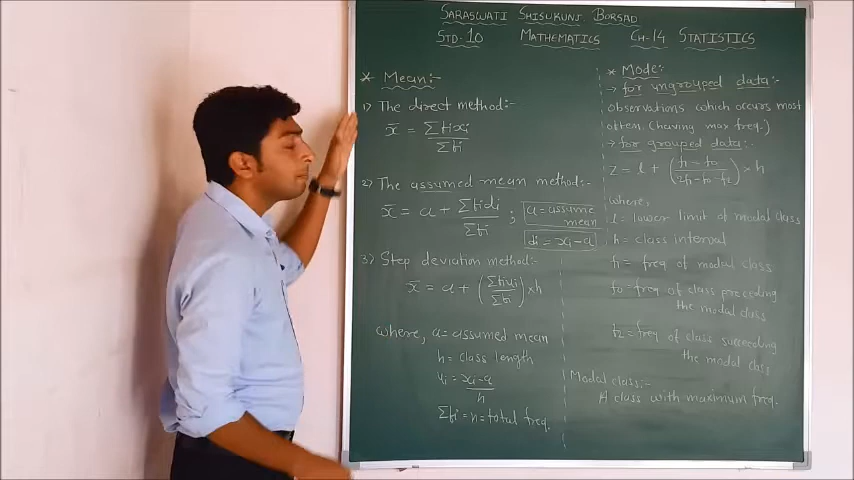 SARASWATI SHISUKUNJ BORSAD
STD-10 MATHEMATICS CH-14 STATISTICS
* Mean:-
1) The direct method:-
x̄ = Σfixi / Σfi
2) The assumed mean method:-
x̄ = a + Σfidi / Σfi ; a = assume mean
di = xi - a
3) Step deviation method:-
x̄ = a + (Σfiui / Σfi) × h
where, a = assumed mean
h = class length
ui = xi - a / h
Σfi = n = total freq.
* Mode:-
→ for ungrouped data:-
observations which occurs most
often. (having max freq.)
→ for grouped data:-
Z = l + (f1 - f0 / 2f1 - f0 - f2) × h
where,
l = lower limit of modal class
h = class interval
f1 = freq of modal class
f0 = freq of class preceeding
the modal class
f2 = freq of class succeeding
the modal class
Modal class:-
A class with maximum freq.